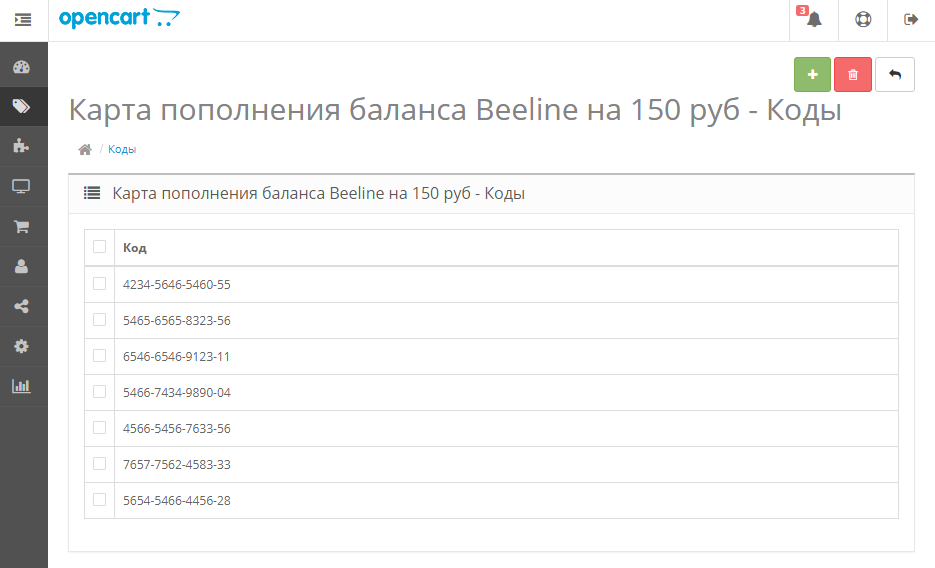 opencart
3
Карта пополнения баланса Beeline на 150 руб - Коды
/ Коды
Карта пополнения баланса Beeline на 150 руб - Коды
Код
4234-5646-5460-55
5465-6565-8323-56
6546-6546-9123-11
5466-7434-9890-04
4566-5456-7633-56
7657-7562-4583-33
5654-5466-4456-28